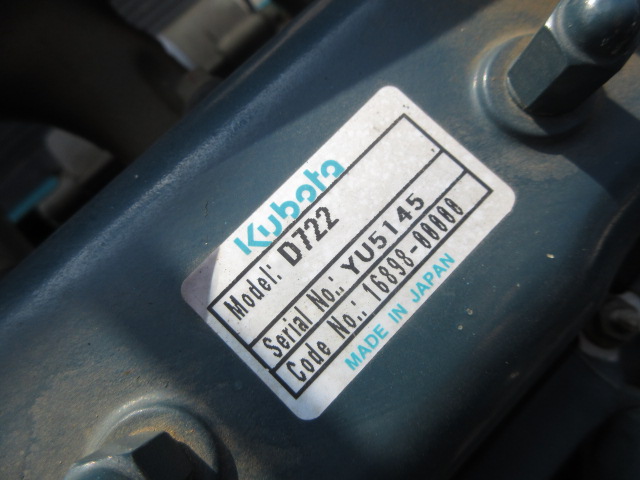 Kubota
Model: D722
Serial No.: YU5145
Code No.: 16898-00000
MADE IN JAPAN